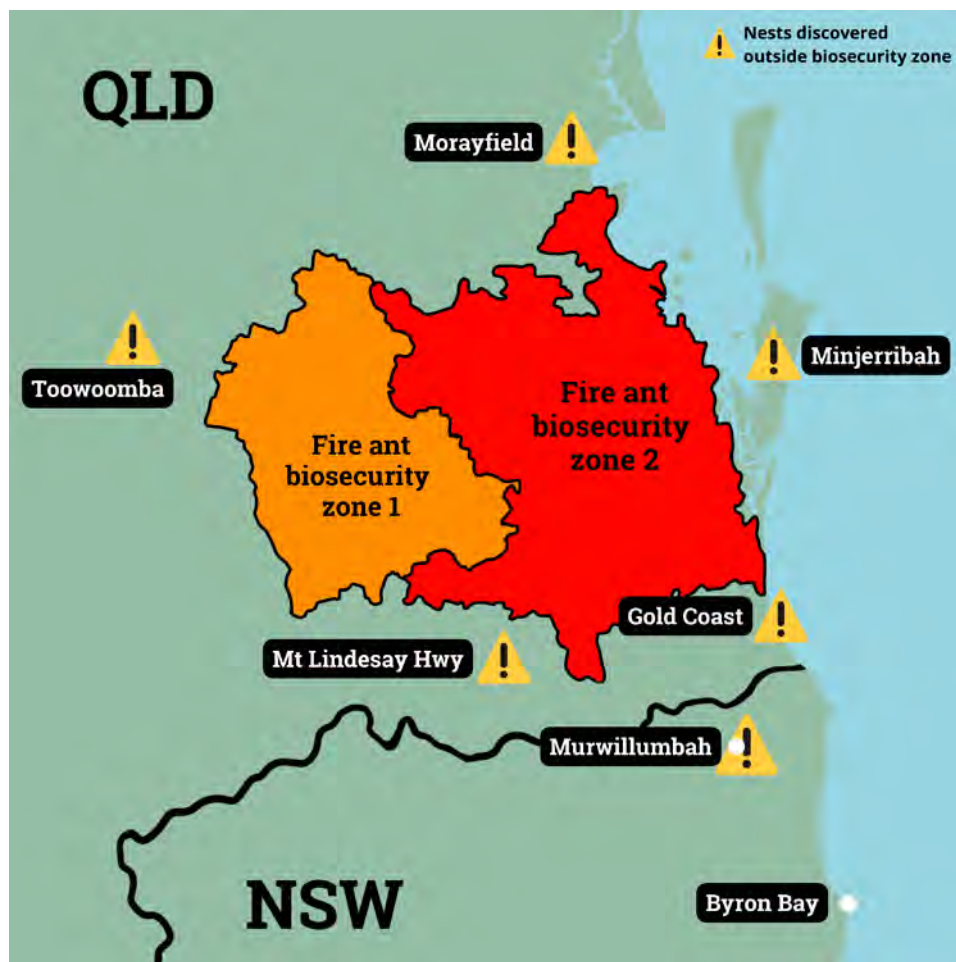 Nests discovered
outside biosecurity zone
QLD
Morayfield
Toowoomba
Minjerribah
Fire ant
biosecurity
zone 1
Fire ant
biosecurity
zone 2
Gold Coast
Mt Lindesay Hwy
Murwillumbah
NSW
Byron Bay